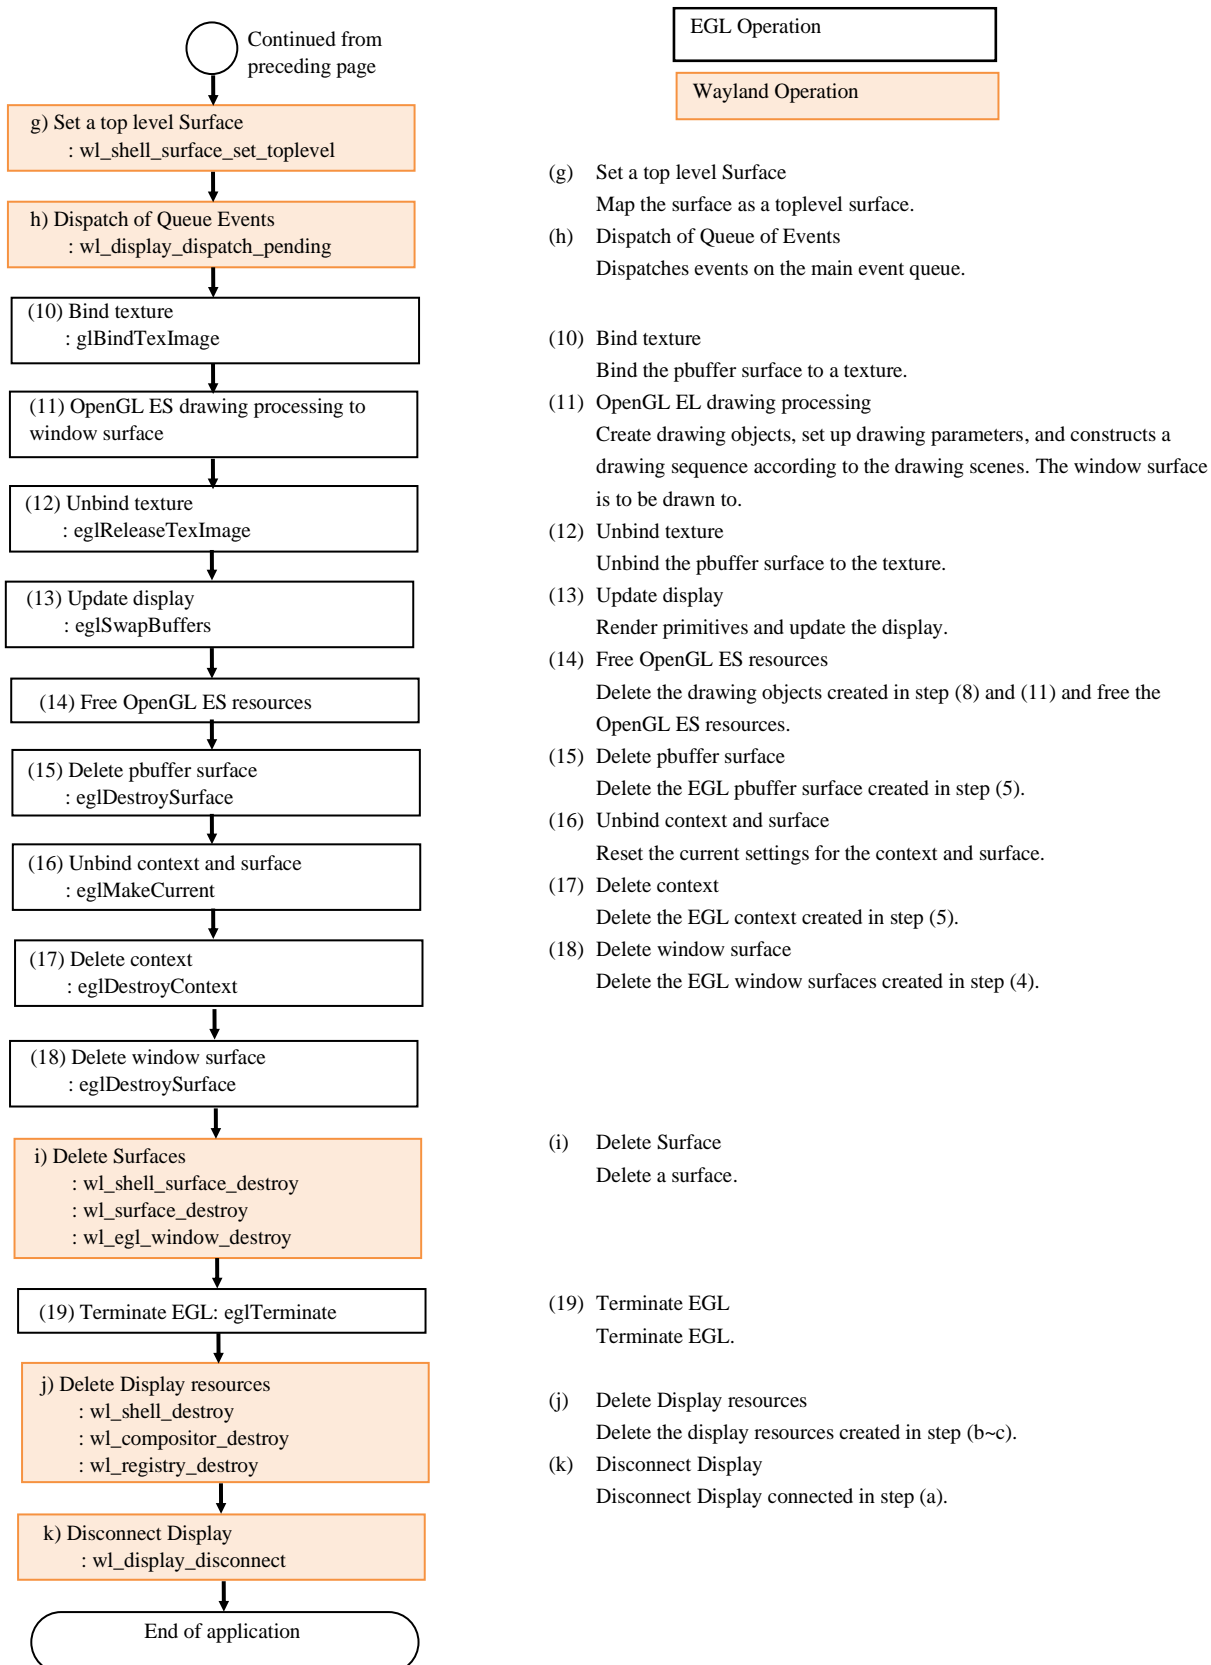 Continued from
preceding page
g) Set a top level Surface
: wl_shell_surface_set_toplevel
h) Dispatch of Queue Events
: wl_display_dispatch_pending
(10) Bind texture
: glBindTexImage
(11) OpenGL ES drawing processing to
window surface
(12) Unbind texture
: eglReleaseTexImage
(13) Update display
: eglSwapBuffers
(14) Free OpenGL ES resources
(15) Delete pbuffer surface
: eglDestroySurface
(16) Unbind context and surface
: eglMakeCurrent
(17) Delete context
: eglDestroyContext
(18) Delete window surface
: eglDestroySurface
i) Delete Surfaces
: wl_shell_surface_destroy
: wl_surface_destroy
: wl_egl_window_destroy
(19) Terminate EGL: eglTerminate
j) Delete Display resources
: wl_shell_destroy
: wl_compositor_destroy
: wl_registry_destroy
k) Disconnect Display
: wl_display_disconnect
End of application
EGL Operation
Wayland Operation
(g) Set a top level Surface
Map the surface as a toplevel surface.
(h) Dispatch of Queue of Events
Dispatches events on the main event queue.
(10) Bind texture
Bind the pbuffer surface to a texture.
(11) OpenGL EL drawing processing
Create drawing objects, set up drawing parameters, and constructs a
drawing sequence according to the drawing scenes. The window surface
is to be drawn to.
(12) Unbind texture
Unbind the pbuffer surface to the texture.
(13) Update display
Render primitives and update the display.
(14) Free OpenGL ES resources
Delete the drawing objects created in step (8) and (11) and free the
OpenGL ES resources.
(15) Delete pbuffer surface
Delete the EGL pbuffer surface created in step (5).
(16) Unbind context and surface
Reset the current settings for the context and surface.
(17) Delete context
Delete the EGL context created in step (5).
(18) Delete window surface
Delete the EGL window surfaces created in step (4).
(i) Delete Surface
Delete a surface.
(19) Terminate EGL
Terminate EGL.
(j) Delete Display resources
Delete the display resources created in step (b~c).
(k) Disconnect Display
Disconnect Display connected in step (a).